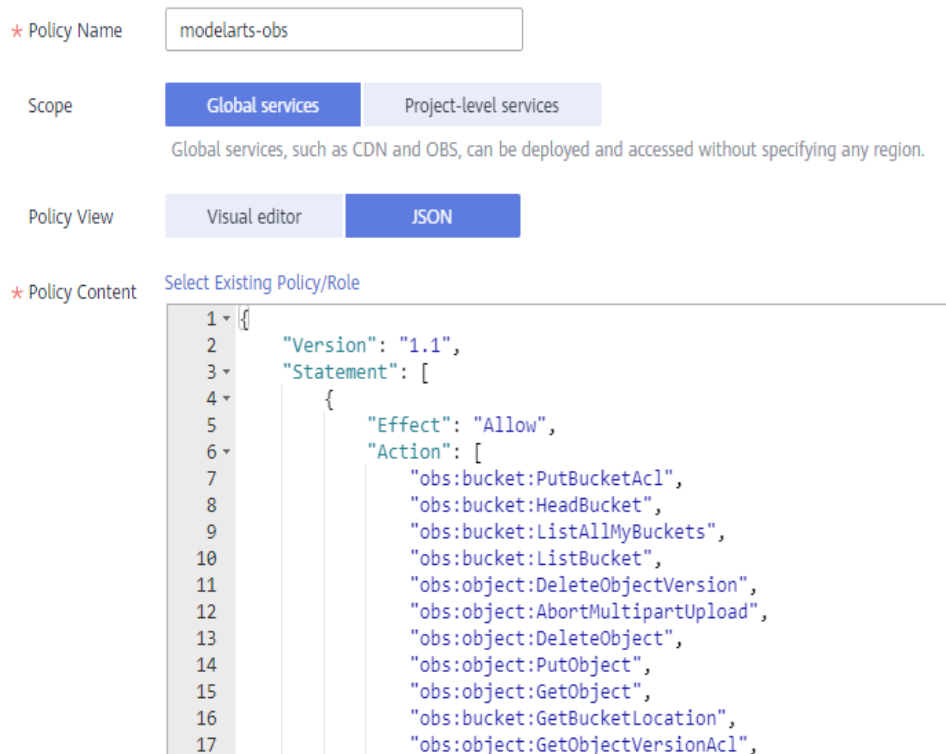 * Policy Name modelarts-obs
Scope Global services Project-level services
Global services, such as CDN and OBS, can be deployed and accessed without specifying any region.
Policy View Visual editor JSON
Select Existing Policy/Role
* Policy Content
1 {
2 "Version": "1.1",
3 "Statement": [
4 {
5 "Effect": "Allow",
6 "Action": [
7 "obs:bucket:PutBucketAcl",
8 "obs:bucket:HeadBucket",
9 "obs:bucket:ListAllMyBuckets",
10 "obs:bucket:ListBucket",
11 "obs:object:DeleteObjectVersion",
12 "obs:object:AbortMultipartUpload",
13 "obs:object:DeleteObject",
14 "obs:object:PutObject",
15 "obs:object:GetObject",
16 "obs:bucket:GetBucketLocation",
17 "obs:object:GetObjectVersionAcl",